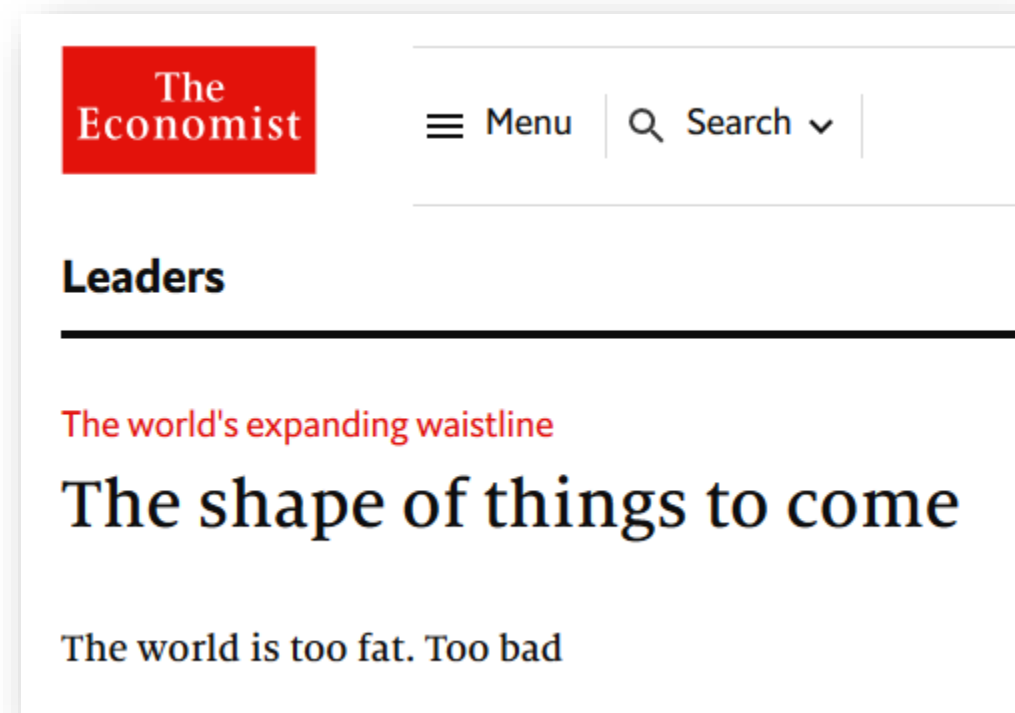 The
Economist
Menu
Search
Leaders
The world's expanding waistline
The shape of things to come
The world is too fat. Too bad